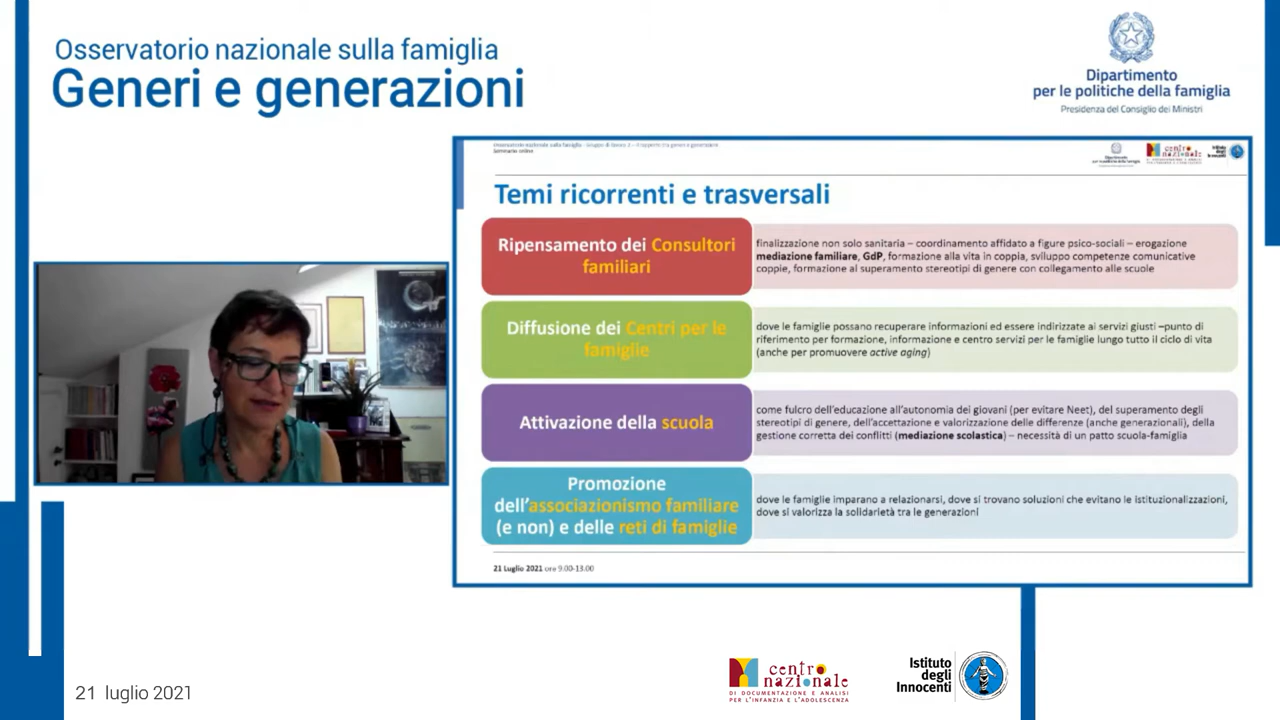 Osservatorio nazionale sulla famiglia
Generi e generazioni
Dipartimento
per le politiche della famiglia
Presidenza del Consiglio dei Ministri
Seminario online
centro
nazionale
Istituto
degli
Innocenti
Temi ricorrenti e trasversali
Ripensamento dei Consultori
familiari
finalizzazione non solo sanitaria – coordinamento affidato a figure psico-sociali – erogazione
mediazione familiare, GdP, formazione alla vita in coppia, sviluppo competenze comunicative
coppie, formazione al superamento stereotipi di genere con collegamento alle scuole
Diffusione dei Centri per le
famiglie
dove le famiglie possano recuperare informazioni ed essere indirizzate ai servizi giusti –punto di
riferimento per formazione, informazione e centro servizi per le famiglie lungo tutto il ciclo di vita
(anche per promuovere active aging)
Attivazione della scuola
come fulcro dell'educazione all'autonomia dei giovani (per evitare Neet), del superamento degli
stereotipi di genere, dell'accettazione e valorizzazione delle differenze (anche generazionali), della
gestione corretta dei conflitti (mediazione scolastica) – necessità di un patto scuola-famiglia
Promozione
dell'associazionismo familiare
(e non) e delle reti di famiglie
dove le famiglie imparano a relazionarsi, dove si trovano soluzioni che evitano le istituzionalizzazioni,
dove si valorizza la solidarietà tra le generazioni
21 Luglio 2021 ore 9.00-13.00
21 luglio 2021
centro
nazionale
DI DOCUMENTAZIONE E ANALISI
PER L'INFANZIA E L'ADOLESCENZA
Istituto
degli
Innocenti